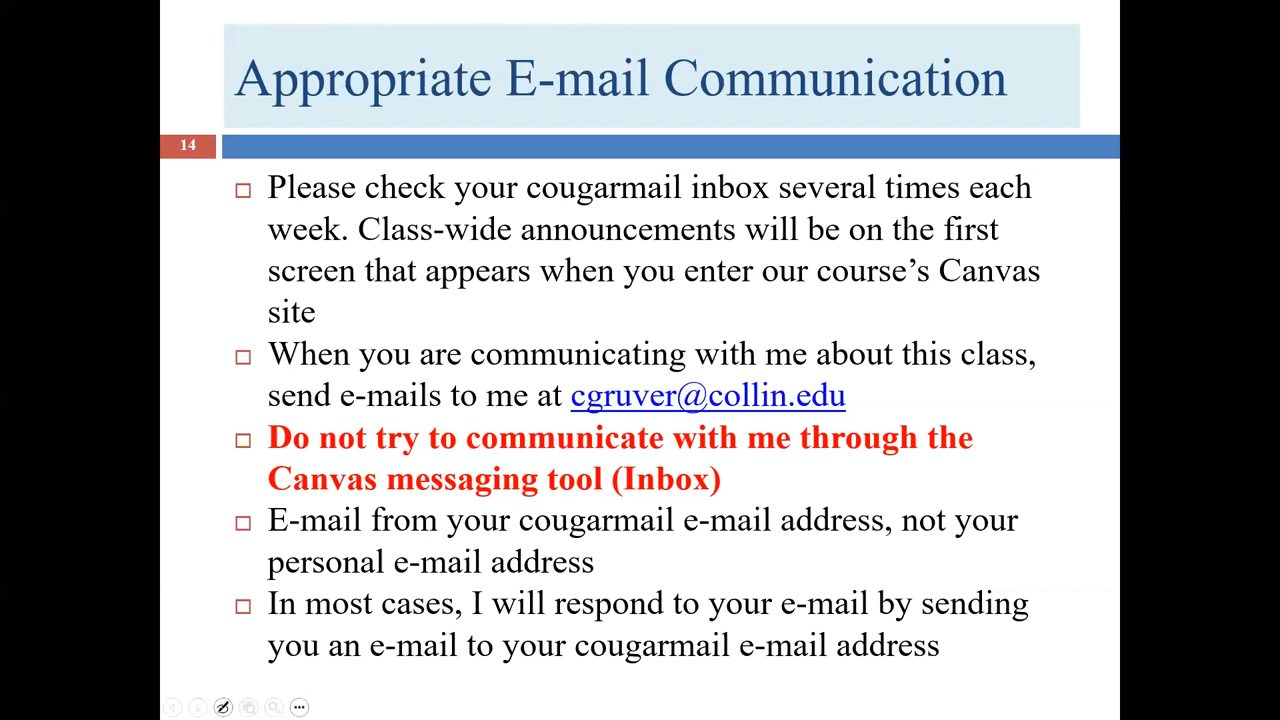 Appropriate E-mail Communication
14
Please check your cougarmail inbox several times each
week. Class-wide announcements will be on the first
screen that appears when you enter our course’s Canvas
site
When you are communicating with me about this class,
send e-mails to me at cgruver@collin.edu
Do not try to communicate with me through the
Canvas messaging tool (Inbox)
E-mail from your cougarmail e-mail address, not your
personal e-mail address
In most cases, I will respond to your e-mail by sending
you an e-mail to your cougarmail e-mail address